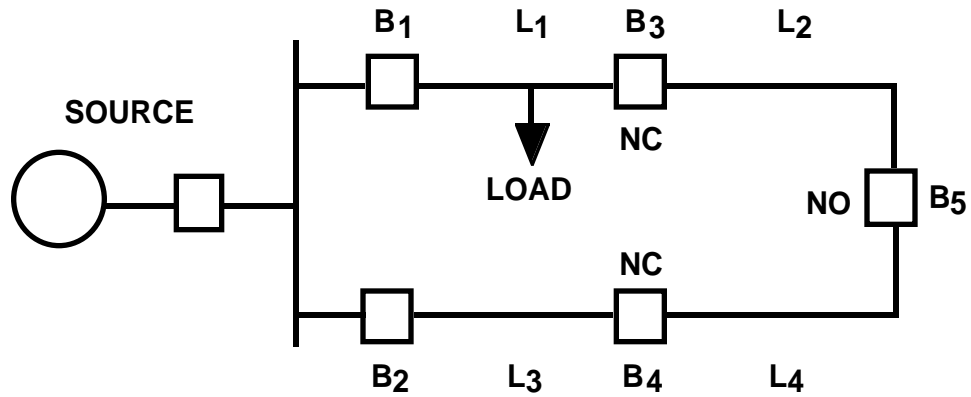 B1 L1 B3 L2
SOURCE
NC
LOAD
NO B5
NC
B2 L3 B4 L4